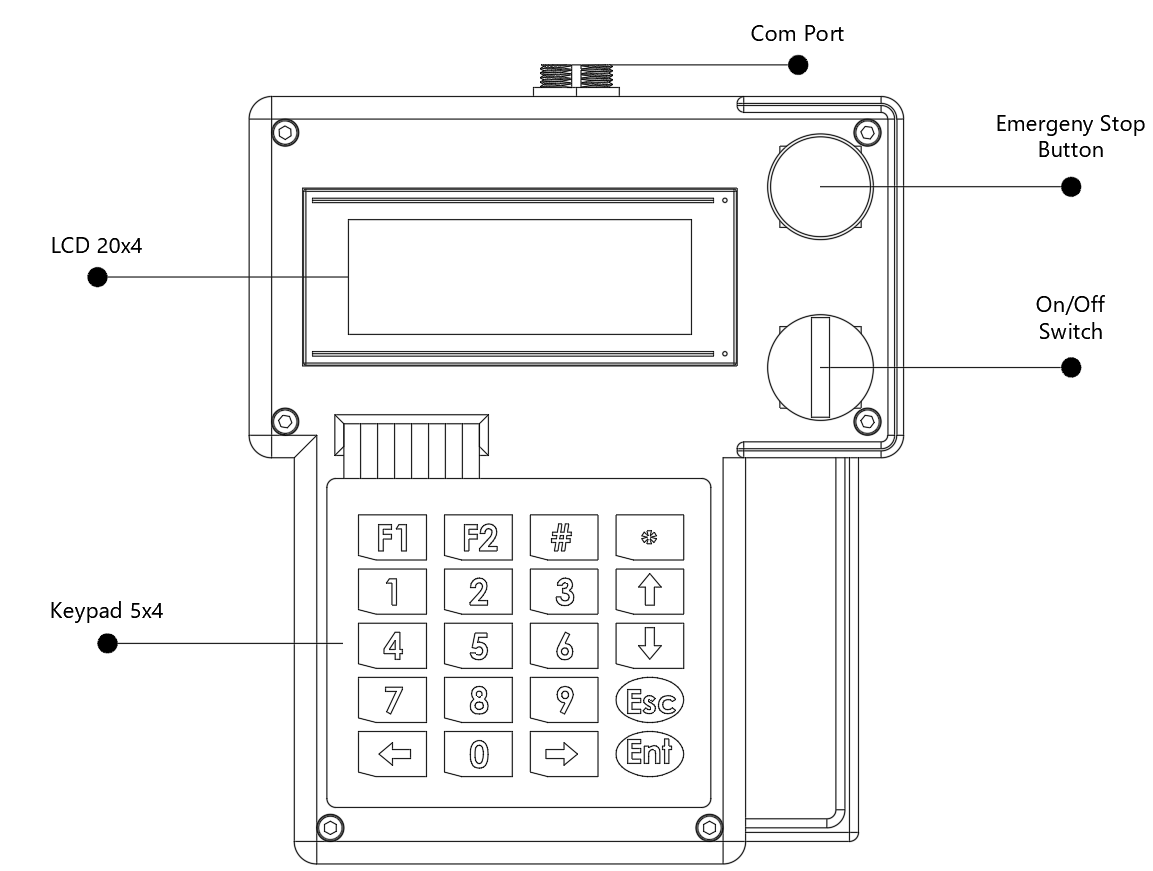 Com Port
Emergeny Stop
Button
LCD 20x4
On/Off
Switch
F1 F2 # *
1 2 3 ↑
Keypad 5x4
4 5 6 ↓
7 8 9 Esc
← 0 → Ent